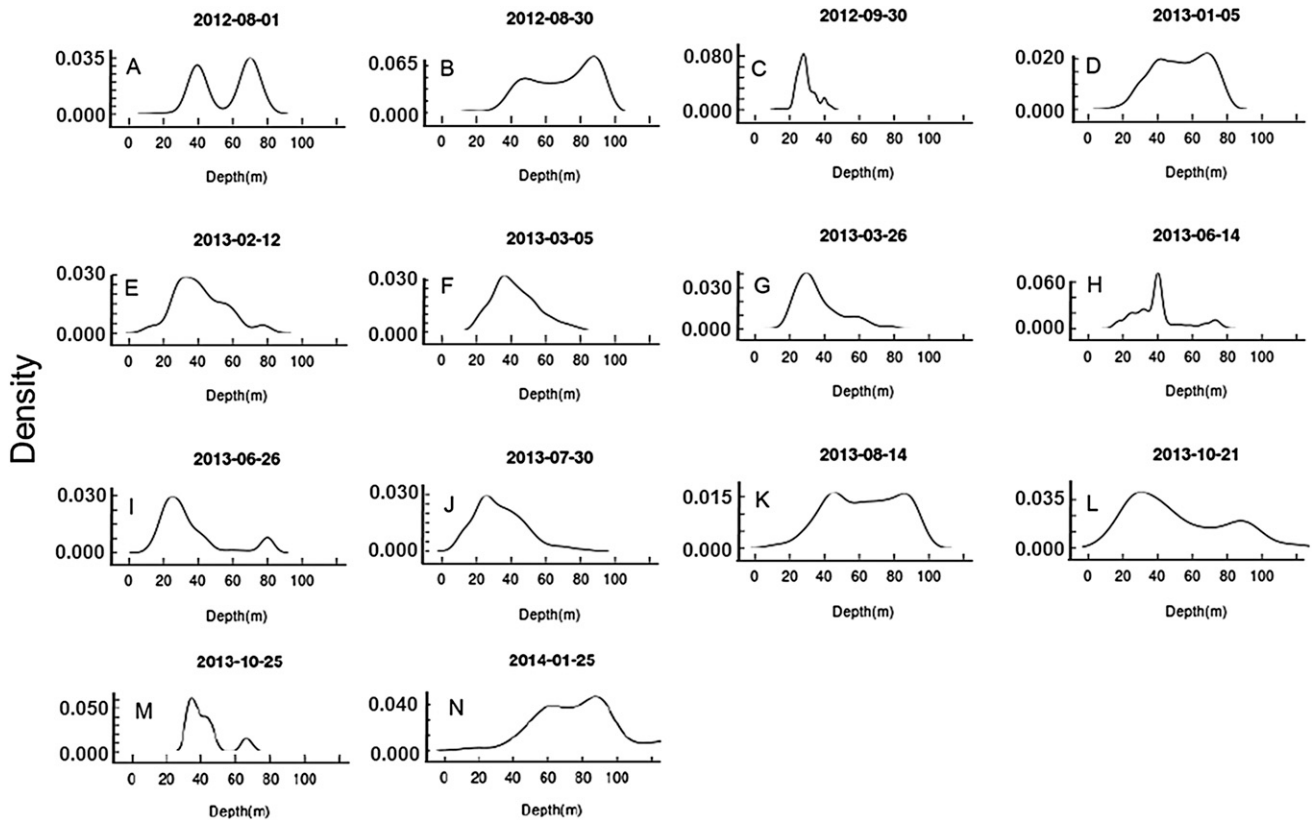 2012-08-01 2012-08-30 2012-09-30 2013-01-05
0.035 A 0.065 B 0.080 C 0.020 D
0.000 0.000 0.000 0.000
0 20 40 60 80 100 0 20 40 60 80 100 0 20 40 60 80 100 0 20 40 60 80 100
Depth(m) Depth(m) Depth(m) Depth(m)
2013-02-12 2013-03-05 2013-03-26 2013-06-14
0.030 E 0.030 F 0.030 G 0.060 H
0.000 0.000 0.000 0.000
0 20 40 60 80 100 0 20 40 60 80 100 0 20 40 60 80 100 0 20 40 60 80 100
Depth(m) Depth(m) Depth(m) Depth(m)
Density
2013-06-26 2013-07-30 2013-08-14 2013-10-21
0.030 I 0.030 J 0.015 K 0.035 L
0.000 0.000 0.000 0.000
0 20 40 60 80 100 0 20 40 60 80 100 0 20 40 60 80 100 0 20 40 60 80 100
Depth(m) Depth(m) Depth(m) Depth(m)
2013-10-25 2014-01-25
0.050 M 0.040 N
0.000 0.000
0 20 40 60 80 100 0 20 40 60 80 100
Depth(m) Depth(m)